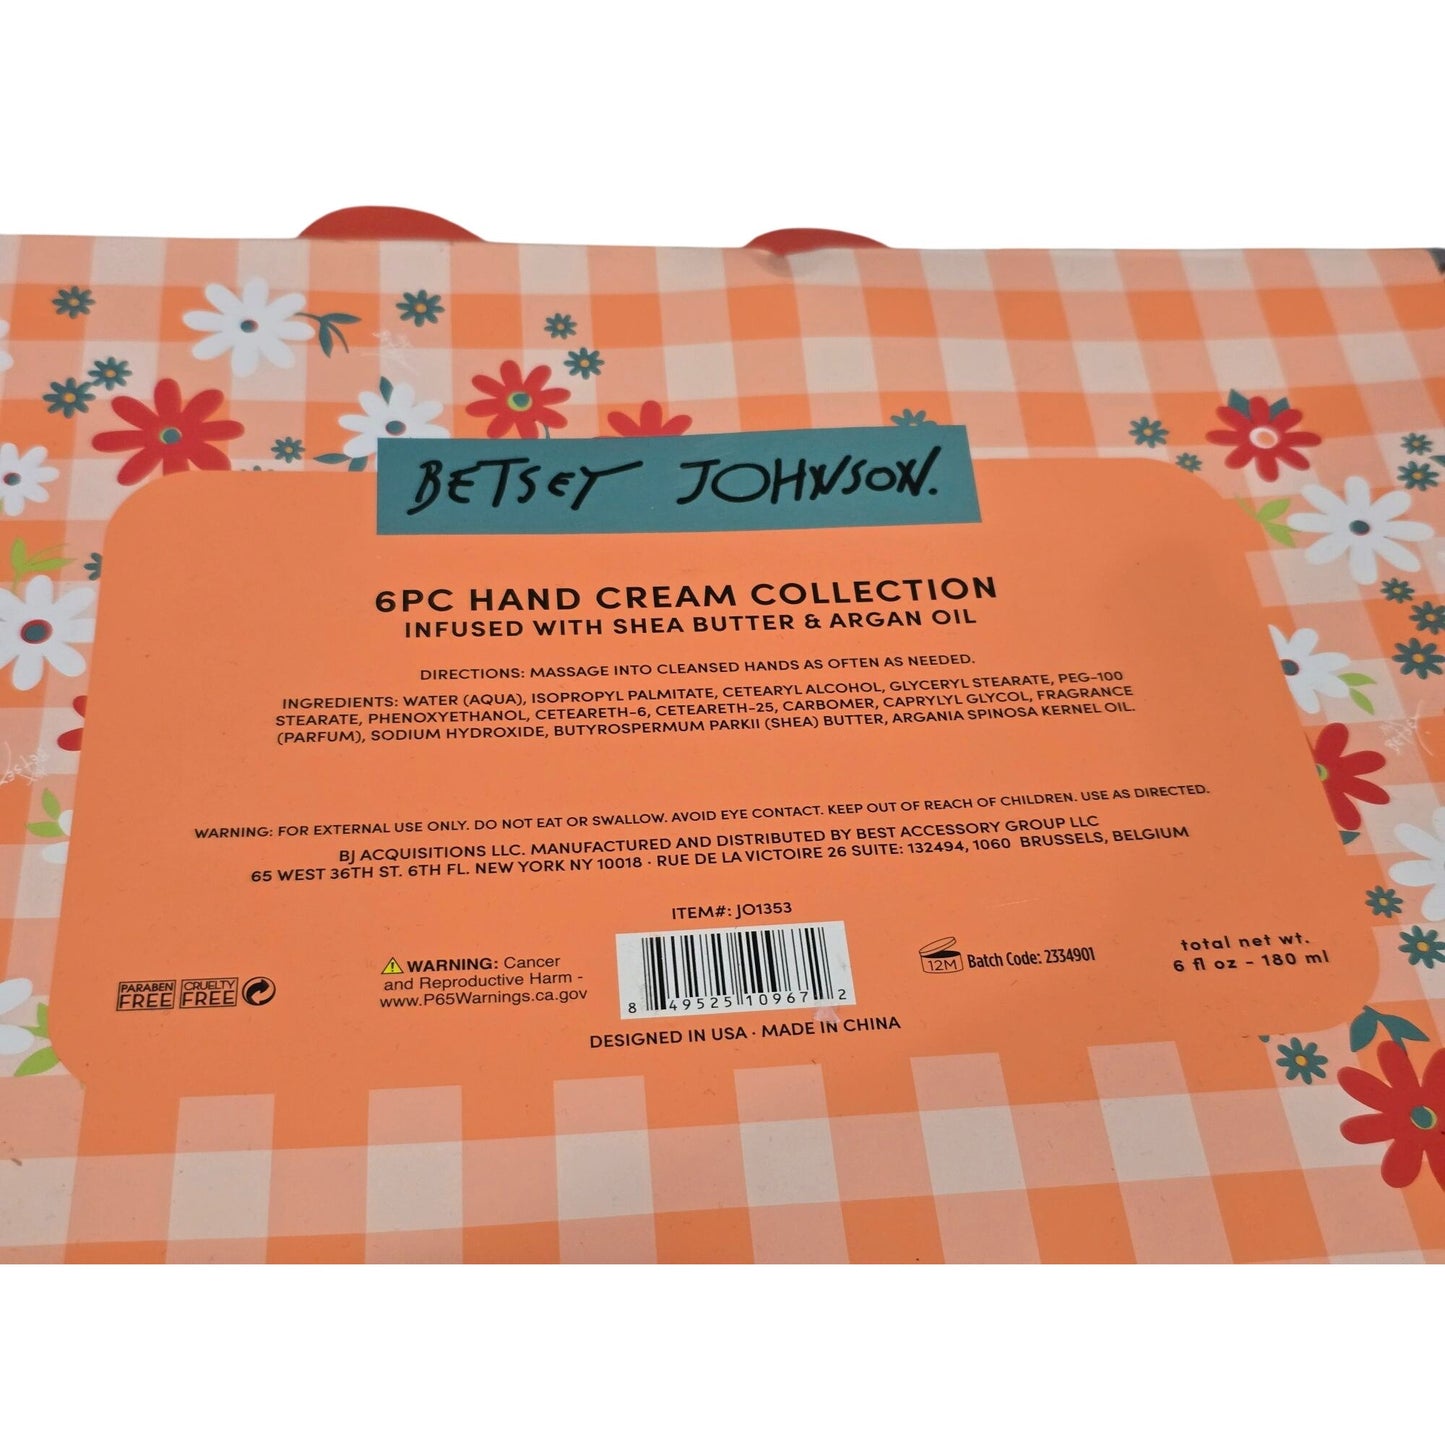 BETSEY JOHNSON.
6PC HAND CREAM COLLECTION
INFUSED WITH SHEA BUTTER & ARGAN OIL
DIRECTIONS: MASSAGE INTO CLEANSED HANDS AS OFTEN AS NEEDED.
INGREDIENTS: WATER (AQUA), ISOPROPYL PALMITATE, CETEARYL ALCOHOL, GLYCERYL STEARATE, PEG-100
STEARATE, PHENOXYETHANOL, CETEARETH-6, CETEARETH-25, CARBOMER, CAPRYLYL GLYCOL, FRAGRANCE
(PARFUM), SODIUM HYDROXIDE, BUTYROSPERMUM PARKII (SHEA) BUTTER, ARGANIA SPINOSA KERNEL OIL.
WARNING: FOR EXTERNAL USE ONLY. DO NOT EAT OR SWALLOW. AVOID EYE CONTACT. KEEP OUT OF REACH OF CHILDREN. USE AS DIRECTED.
BJ ACQUISITIONS LLC. MANUFACTURED AND DISTRIBUTED BY BEST ACCESSORY GROUP LLC
65 WEST 36TH ST. 6TH FL. NEW YORK NY 10018 · RUE DE LA VICTOIRE 26 SUITE: 132494, 1060 BRUSSELS, BELGIUM
ITEM#: JO1353
PARABEN
FREE
CRUELTY
FREE
WARNING: Cancer
and Reproductive Harm -
www.P65Warnings.ca.gov
8 49525 10967 2
12M
Batch Code: 2334901
total net wt.
6 fl oz - 180 ml
DESIGNED IN USA · MADE IN CHINA